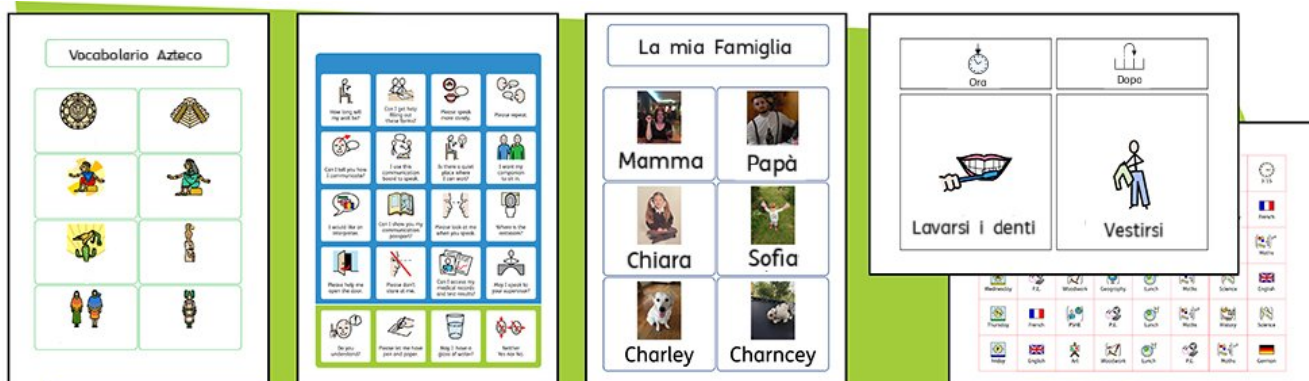 Vocabolario Azteco
How long will
my wait be?
Can I get help
filling out
these forms?
Please speak
more slowly.
Please repeat.
Can I tell you how
I communicate?
I use this
communication
board to speak.
Is there a quiet
place where
I can wait?
I want my
companion
to sit in.
I would like an
interpreter.
Can I show you my
communication
passport?
Please look at me
when you speak.
Where is the
restroom?
Please help me
open the door.
Please don't
stare at me.
Can I access my
medical records
and test results?
May I speak to
your supervisor?
Do you
understand?
Please let me have
pen and paper.
May I have a
glass of water?
Neither
Yes nor No.
La mia Famiglia
Mamma
Papà
Chiara
Sofia
Charley
Charncey
Ora
Dopo
Lavarsi i denti
Vestirsi
French
Maths
Wednesday
P.E.
Woodwork
Geography
Lunch
Maths
Science
English
Thursday
French
PSHE
P.E.
Lunch
Maths
History
Science
Friday
English
Art
Woodwork
Lunch
P.E.
Maths
German